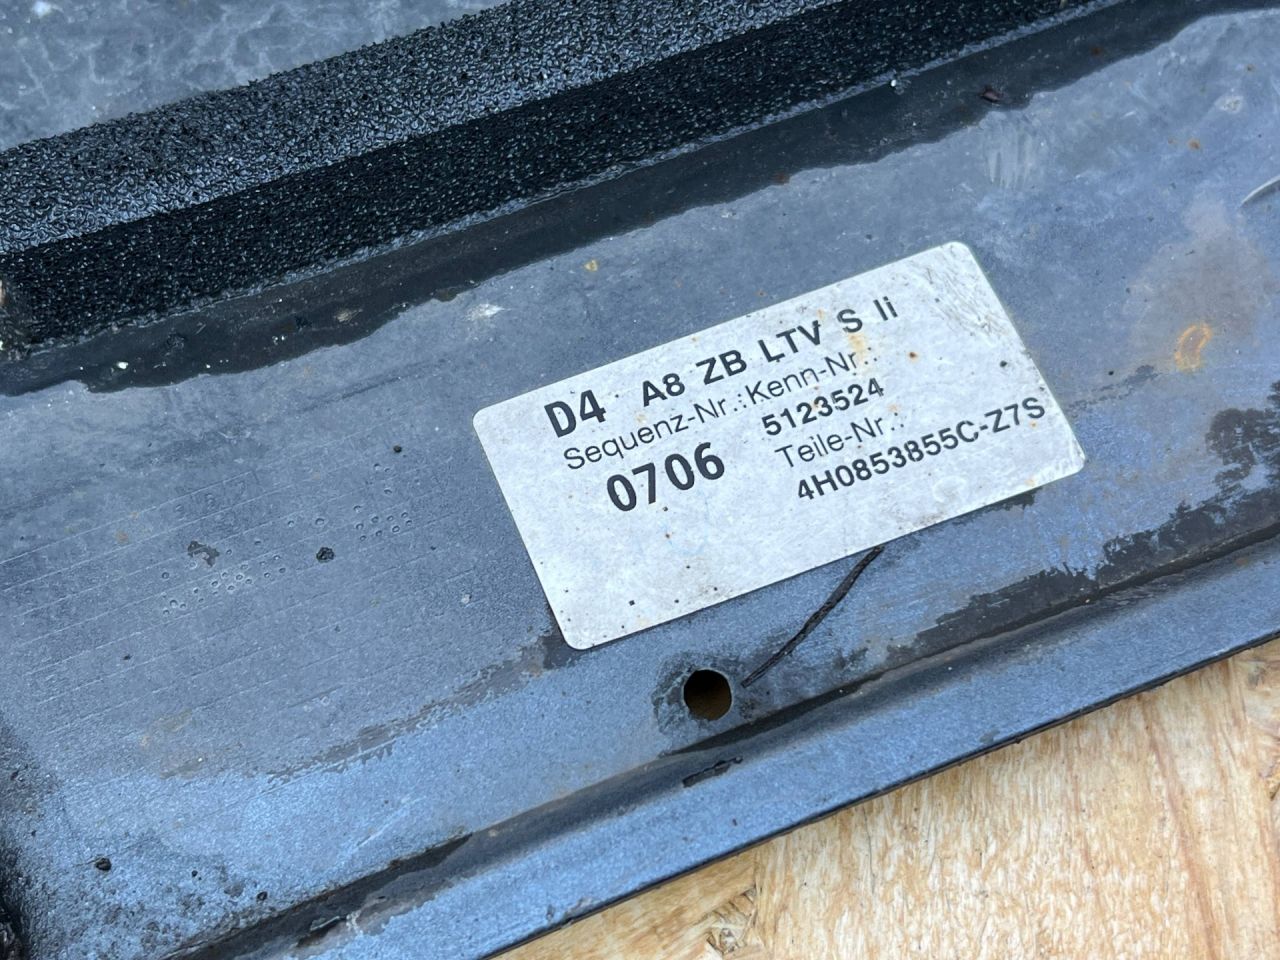 D4 A8 ZB LTV S li
Sequenz-Nr.: Kenn-Nr.:
0706 5123524
Teile-Nr.:
4H0853855C-Z7S